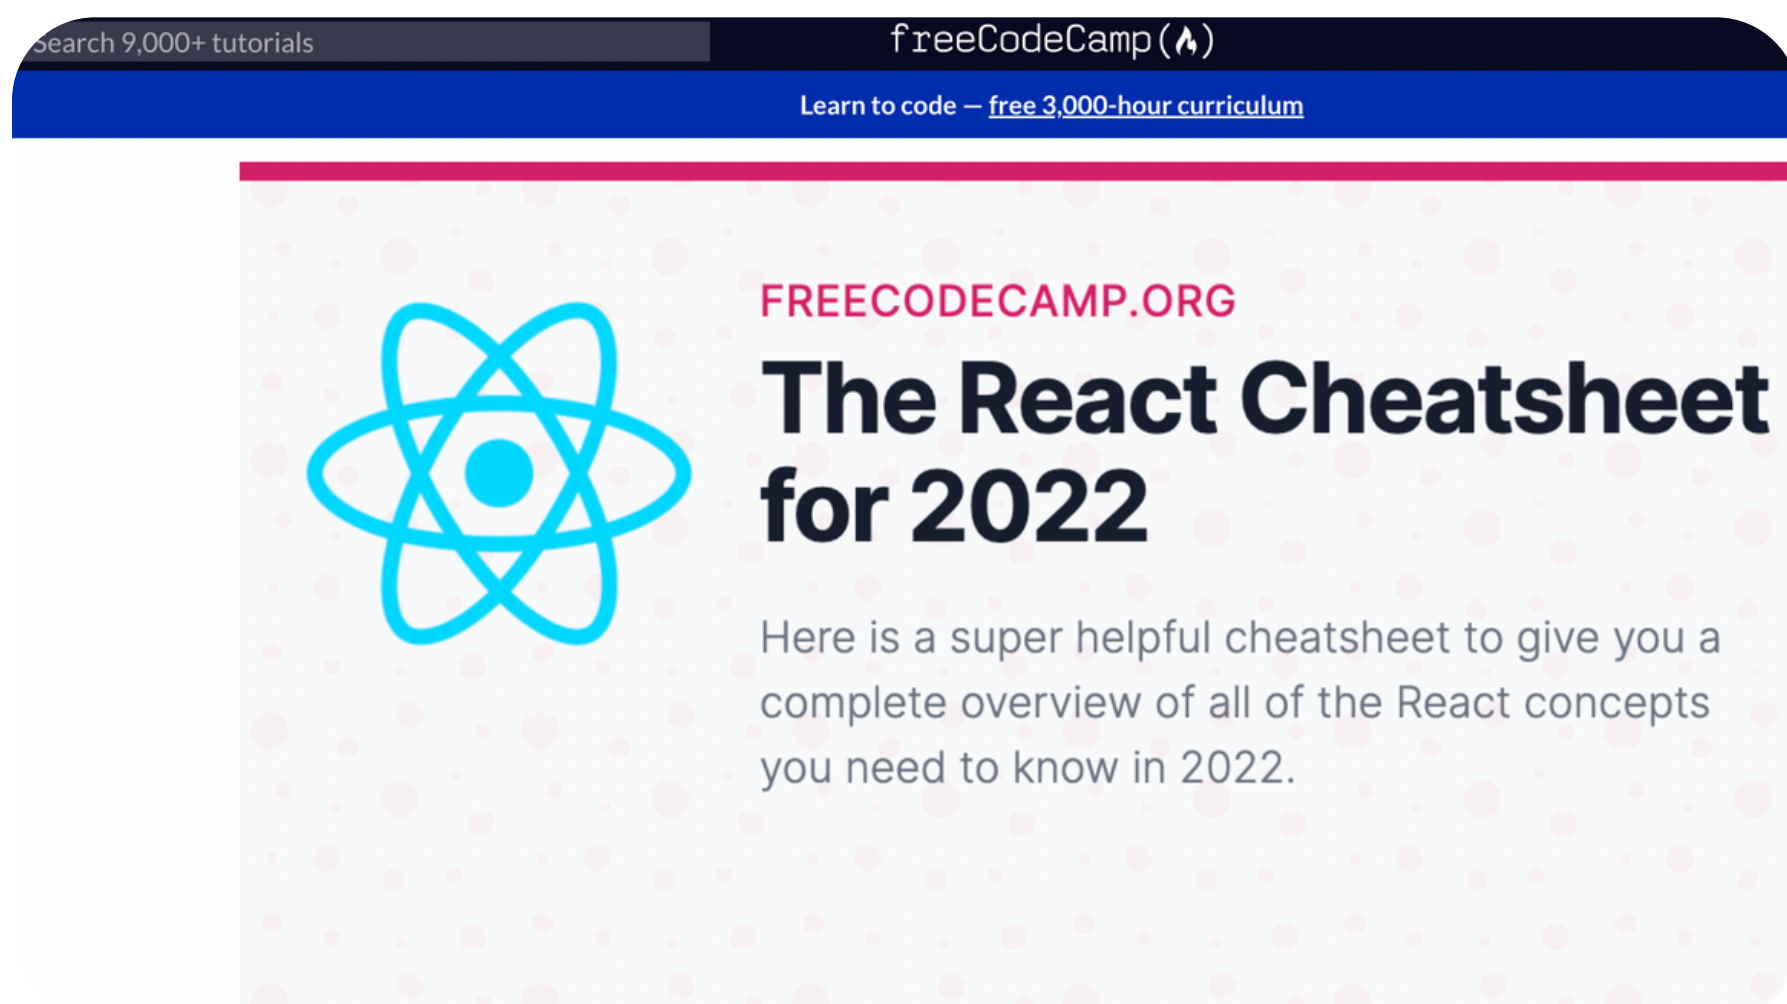 Search 9,000+ tutorials
freeCodeCamp
Learn to code — free 3,000-hour curriculum
FREECODECAMP.ORG
The React Cheatsheet
for 2022
Here is a super helpful cheatsheet to give you a
complete overview of all of the React concepts
you need to know in 2022.